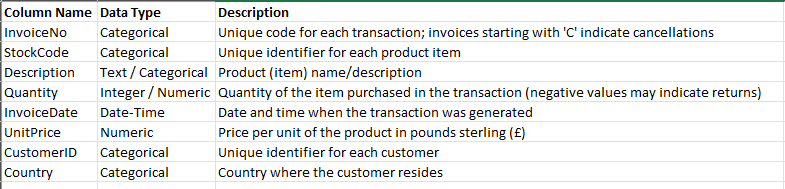 Column Name Data Type Description
InvoiceNo Categorical Unique code for each transaction; invoices starting with 'C' indicate cancellations
StockCode Categorical Unique identifier for each product item
Description Text / Categorical Product (item) name/description
Quantity Integer / Numeric Quantity of the item purchased in the transaction (negative values may indicate returns)
InvoiceDate Date-Time Date and time when the transaction was generated
UnitPrice Numeric Price per unit of the product in pounds sterling (£)
CustomerID Categorical Unique identifier for each customer
Country Categorical Country where the customer resides